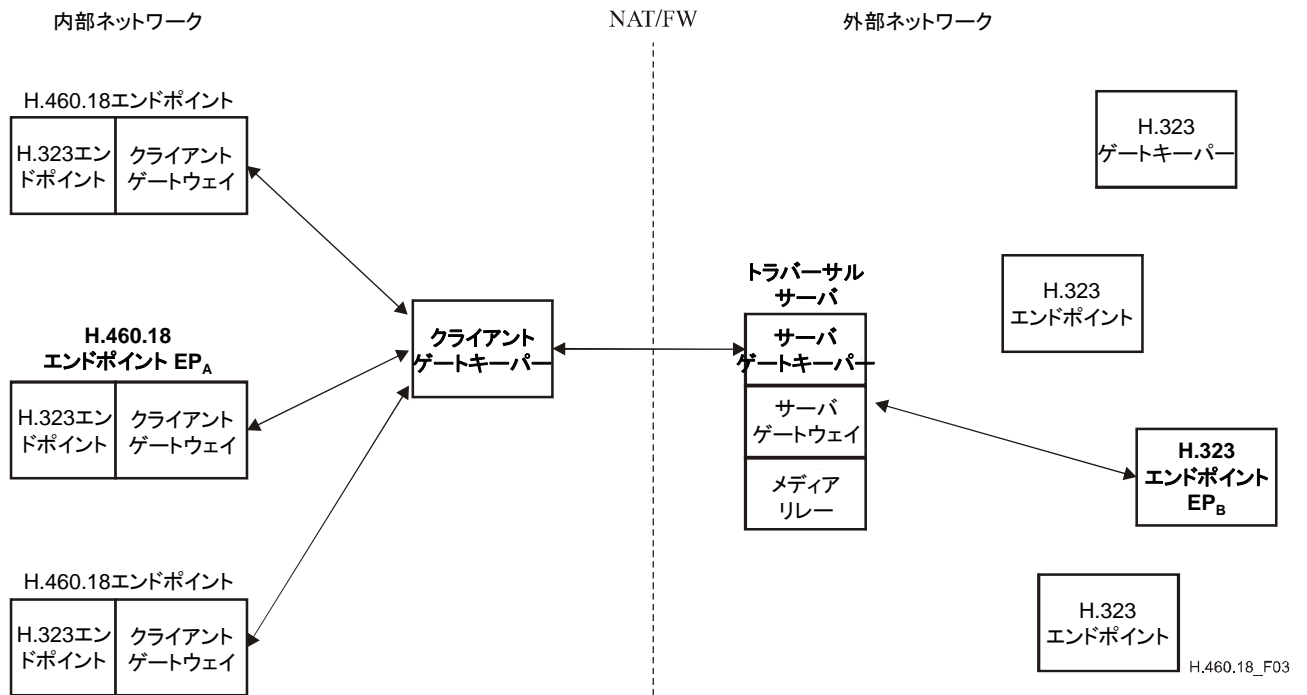 内部ネットワーク
NAT/FW
外部ネットワーク
H.460.18エンドポイント
H.323エン
ドポイント
クライアント
ゲートウェイ
H.460.18
エンドポイント EPA
H.323エン
ドポイント
クライアント
ゲートウェイ
H.460.18エンドポイント
H.323エン
ドポイント
クライアント
ゲートウェイ
クライアント
ゲートキーパー
トラバーサル
サーバ
サーバ
ゲートキーパー
サーバ
ゲートウェイ
メディア
リレー
H.323
ゲートキーパー
H.323
エンドポイント
H.323
エンドポイント
EPB
H.323
エンドポイント
H.460.18_F03